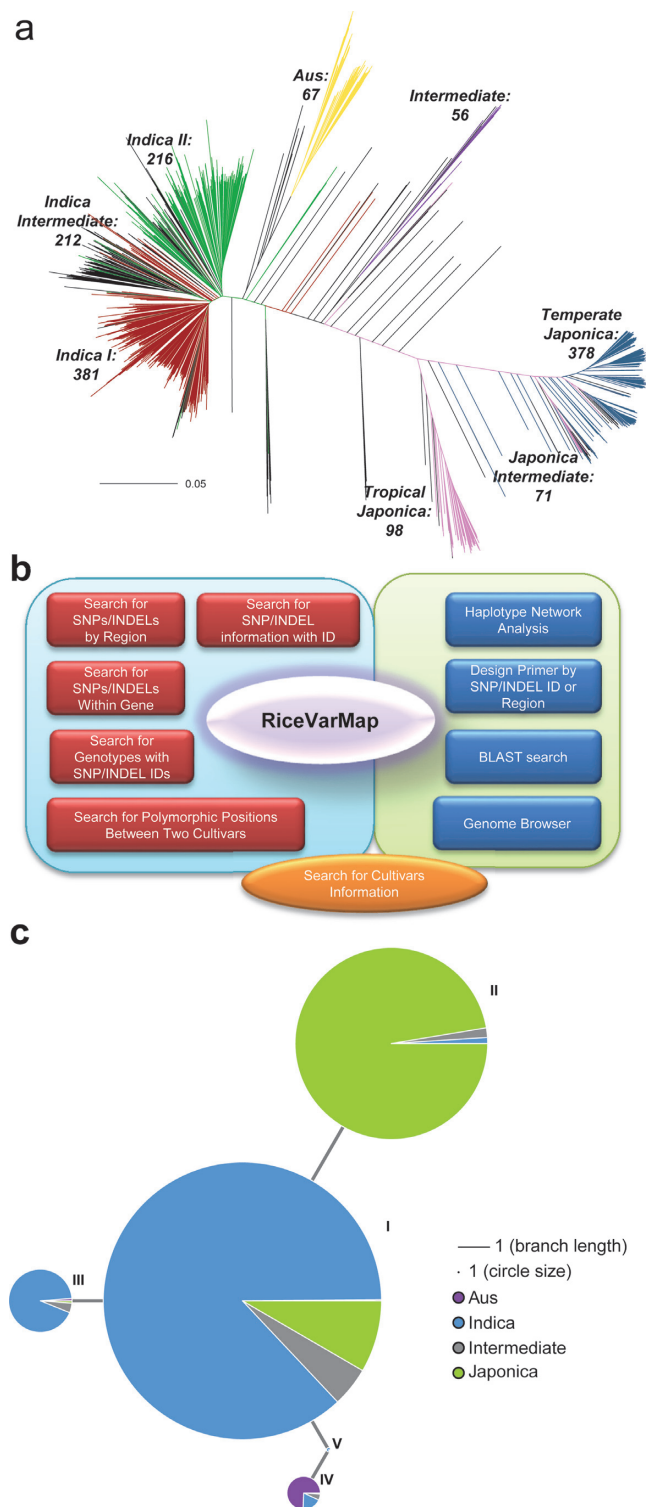 a
Aus:
67
Intermediate:
56
Indica II:
216
Indica
Intermediate:
212
Temperate
Japonica:
378
Indica I:
381
Japonica
Intermediate:
71
0.05
Tropical
Japonica:
98
b
Search for
SNPs/INDELs
by Region
Search for
SNP/INDEL
information with ID
Haplotype Network
Analysis
Search for
SNPs/INDELs
Within Gene
Design Primer by
SNP/INDEL ID or
Region
RiceVarMap
Search for
Genotypes with
SNP/INDEL IDs
BLAST search
Search for Polymorphic Positions
Between Two Cultivars
Genome Browser
Search for Cultivars
Information
c
II
I
III
1 (branch length)
1 (circle size)
Aus
Indica
Intermediate
Japonica
V
IV